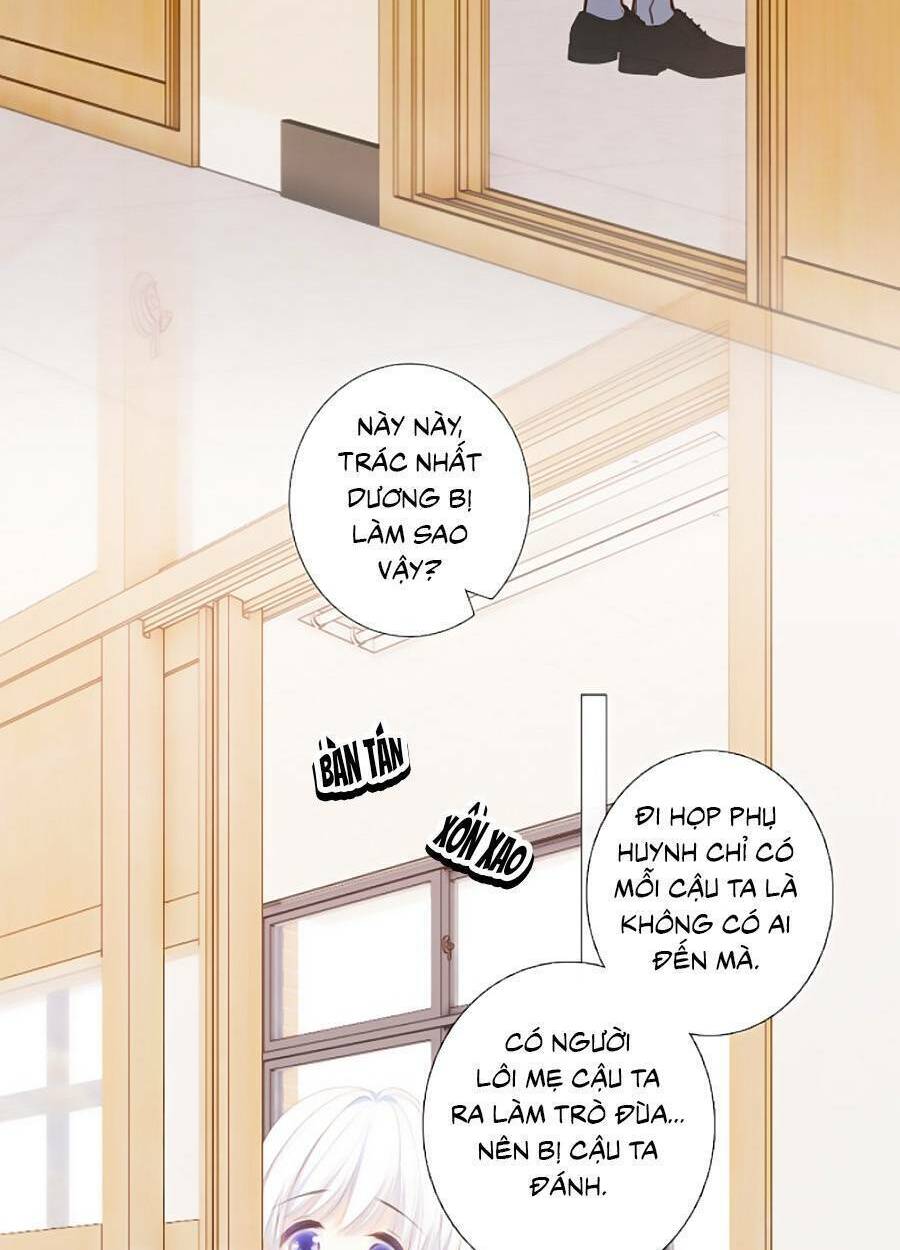 NÀY NÀY,
TRÁC NHẤT
DƯƠNG BỊ
LÀM SAO
VẬY?
BÀN TÁN
XÔN XAO
ĐI HỌP PHỤ
HUYNH CHỈ CÓ
MỖI CẬU TA LÀ
KHÔNG CÓ AI
ĐẾN MÀ.
CÓ NGƯỜI
LÔI MẸ CẬU TA
RA LÀM TRÒ ĐÙA...
NÊN BỊ CẬU TA
ĐÁNH.